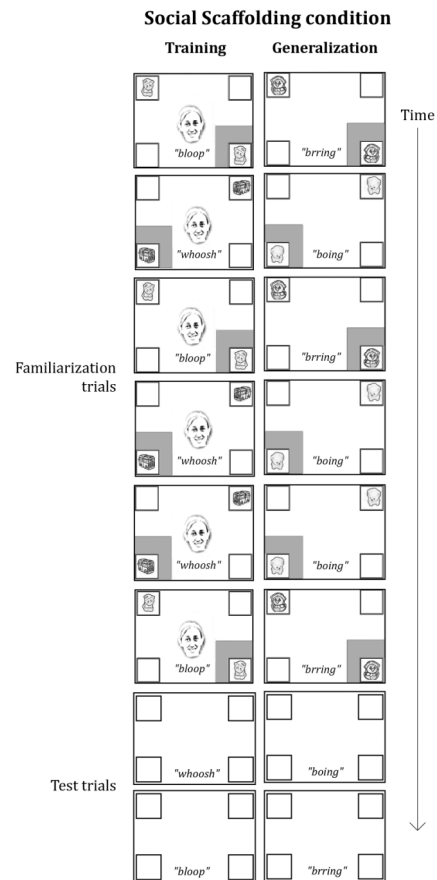 Social Scaffolding condition
Training Generalization
Time
"bloop" "brring"
"whoosh" "boing"
"bloop" "brring"
Familiarization
trials
"whoosh" "boing"
"whoosh" "boing"
"bloop" "brring"
"whoosh" "boing"
Test trials
"bloop" "brring"